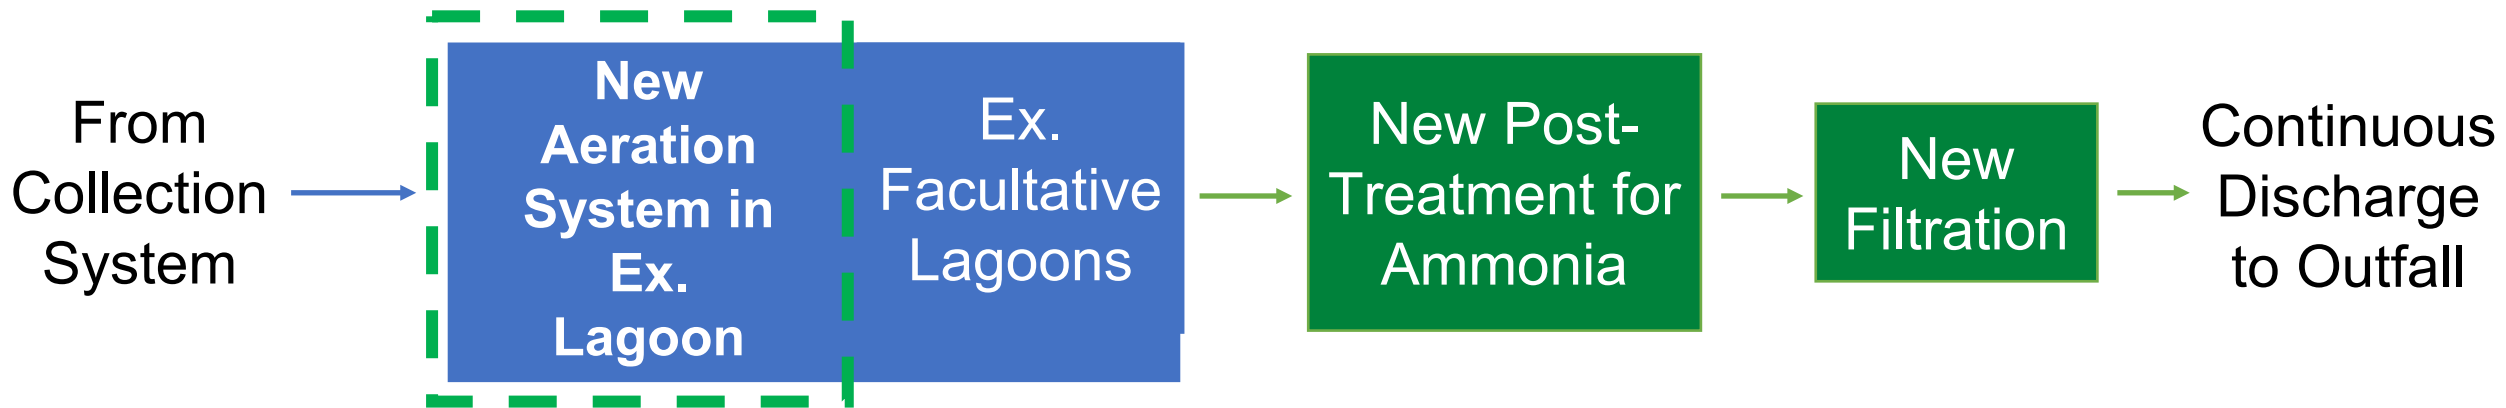 From
Collection
System
New
Aeration
System in
Ex.
Lagoon
Ex.
Facultative
Lagoons
New Post-
Treatment for
Ammonia
New
Filtration
Continuous
Discharge
to Outfall